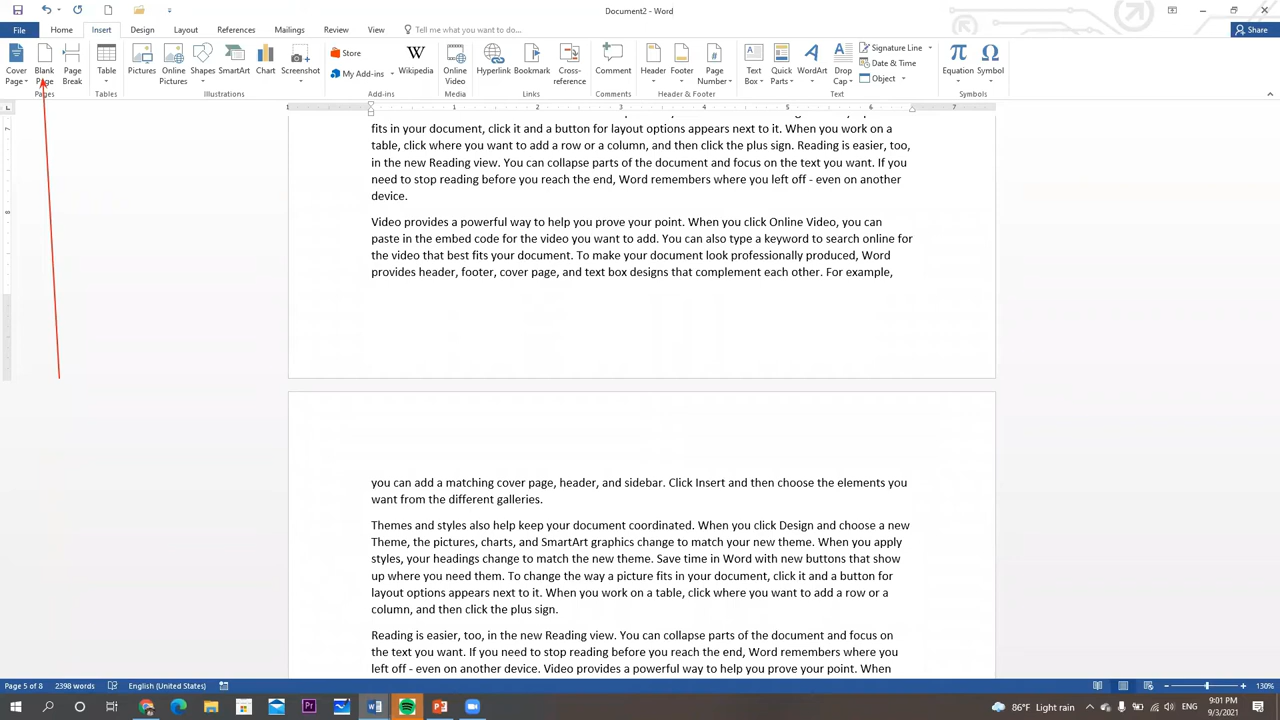 Document2 - Word
File Home Insert Design Layout References Mailings Review View Tell me what you want to do... Share
Cover Page Blank Page Page Break Table Pictures Online Pictures Shapes SmartArt Chart Screenshot Store My Add-ins Wikipedia Online Video Hyperlink Bookmark Cross-reference Comment Header Footer Page Number Text Box Quick Parts WordArt Drop Cap Signature Line Date & Time Object Equation Symbol
Pages Tables Illustrations Add-ins Media Links Comments Header & Footer Text Symbols
1 1 2 3 4 5 6 7
7
8
fits in your document, click it and a button for layout options appears next to it. When you work on a
table, click where you want to add a row or a column, and then click the plus sign. Reading is easier, too,
in the new Reading view. You can collapse parts of the document and focus on the text you want. If you
need to stop reading before you reach the end, Word remembers where you left off - even on another
device.
Video provides a powerful way to help you prove your point. When you click Online Video, you can
paste in the embed code for the video you want to add. You can also type a keyword to search online for
the video that best fits your document. To make your document look professionally produced, Word
provides header, footer, cover page, and text box designs that complement each other. For example,
you can add a matching cover page, header, and sidebar. Click Insert and then choose the elements you
want from the different galleries.
Themes and styles also help keep your document coordinated. When you click Design and choose a new
Theme, the pictures, charts, and SmartArt graphics change to match your new theme. When you apply
styles, your headings change to match the new theme. Save time in Word with new buttons that show
up where you need them. To change the way a picture fits in your document, click it and a button for
layout options appears next to it. When you work on a table, click where you want to add a row or a
column, and then click the plus sign.
Reading is easier, too, in the new Reading view. You can collapse parts of the document and focus on
the text you want. If you need to stop reading before you reach the end, Word remembers where you
left off - even on another device. Video provides a powerful way to help you prove your point. When
Page 5 of 8 2398 words English (United States) 130%
86°F Light rain 9:01 PM
9/3/2021